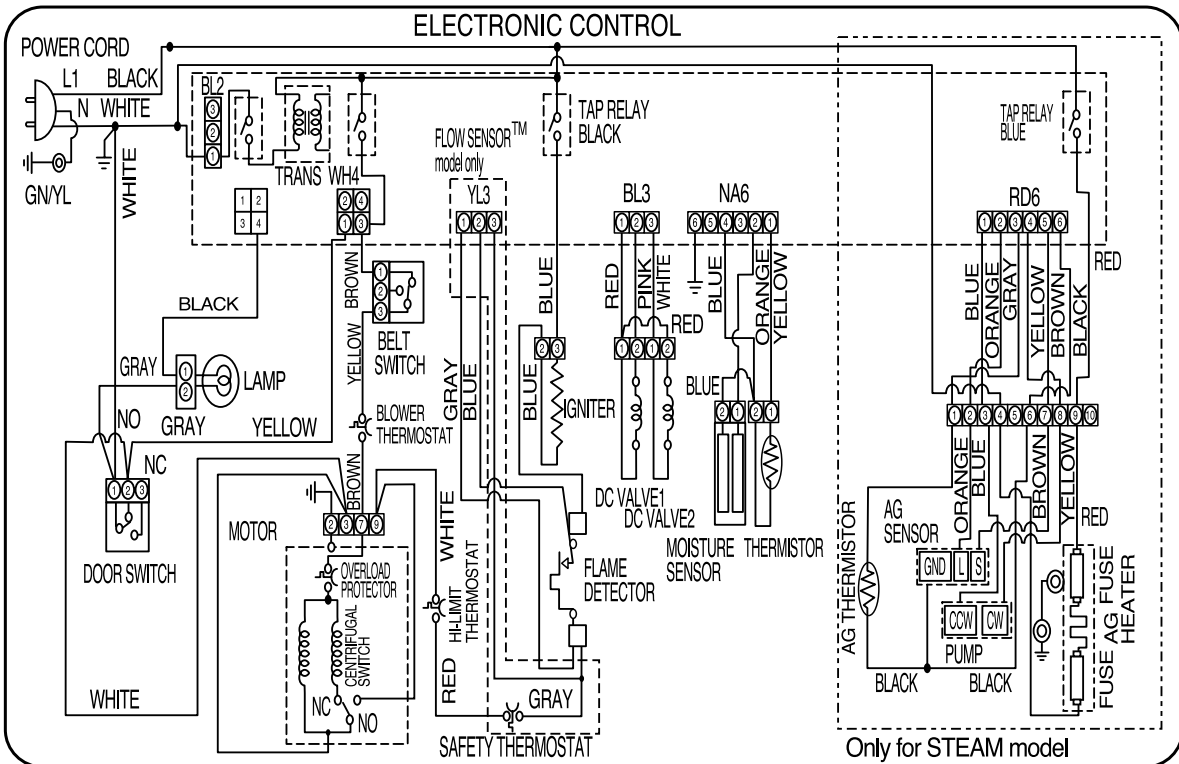 ELECTRONIC CONTROL
POWER CORD
L1 BLACK
N WHITE
GN/YL
WHITE
BL2
3
2
1
TRANS
WH4
2 4
1 3
1 2
3 4
FLOW SENSOR™
model only
YL3
1 2 3
TAP RELAY
BLACK
BL3
1 2 3
NA6
6 5 4 3 2 1
TAP RELAY
BLUE
RD6
1 2 3 4 5 6
RED
BLACK
BROWN
1
2
3
BELT
SWITCH
YELLOW
BLUE
RED
PINK
WHITE
RED
BLUE
ORANGE
YELLOW
BLUE
ORANGE
GRAY
YELLOW
BROWN
BLACK
GRAY
1
2
LAMP
GRAY
NO
YELLOW
BLOWER
THERMOSTAT
GRAY
BLUE
BLUE
2 3
IGNITER
1 2 1 2
BLUE
2 1
2 1
1 2 3 4 5 6 7 8 9 10
NC
1 2 3
DOOR SWITCH
BROWN
MOTOR
2 3 7 9
WHITE
DC VALVE1
DC VALVE2
MOISTURE
SENSOR
THERMISTOR
ORANGE
BLUE
BROWN
YELLOW
RED
AG
SENSOR
GND L S
AG THERMISTOR
OVERLOAD
PROTECTOR
CENTRIFUGAL
SWITCH
HI-LIMIT
THERMOSTAT
FLAME
DETECTOR
CCW CW
PUMP
FUSE AG FUSE
HEATER
WHITE
NC
NO
RED
GRAY
BLACK
BLACK
SAFETY THERMOSTAT
Only for STEAM model